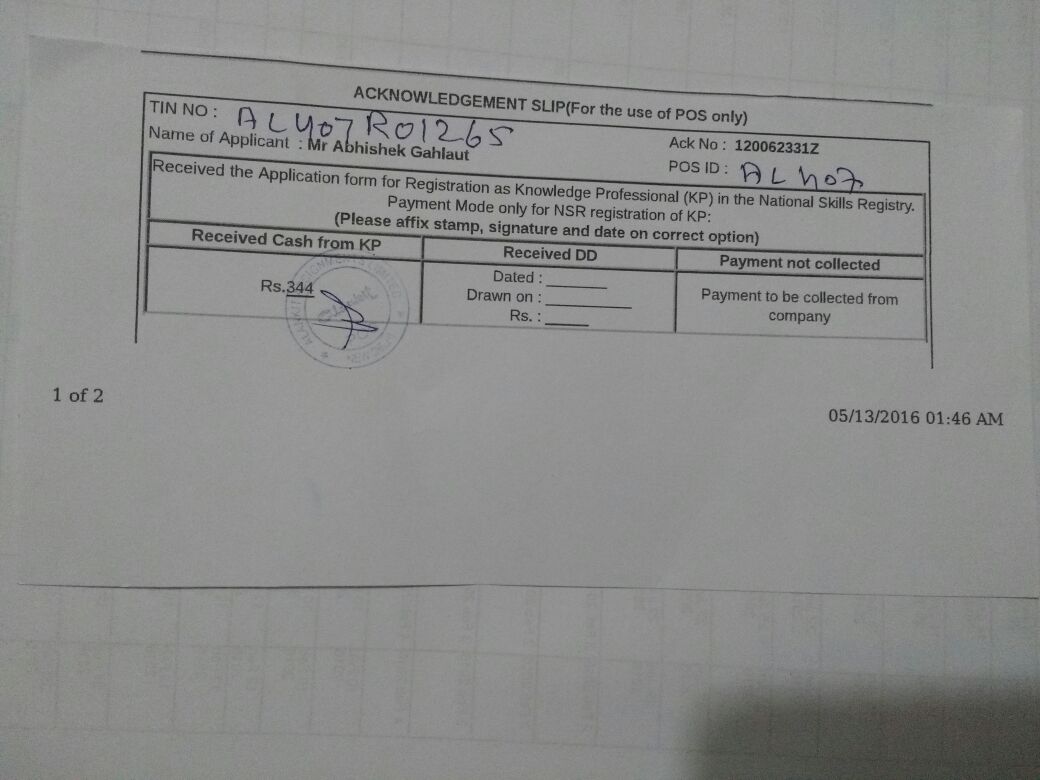 ACKNOWLEDGEMENT SLIP(For the use of POS only)
TIN NO : AL407R01265
Ack No : 120062331Z
Name of Applicant : Mr Abhishek Gahlaut
POS ID : AL407
Received the Application form for Registration as Knowledge Professional (KP) in the National Skills Registry.
Payment Mode only for NSR registration of KP:
(Please affix stamp, signature and date on correct option)
Received Cash from KP
Received DD
Payment not collected
Rs.344
Dated : ______
Drawn on : _________
Rs. : _____
Payment to be collected from
company
1 of 2
05/13/2016 01:46 AM